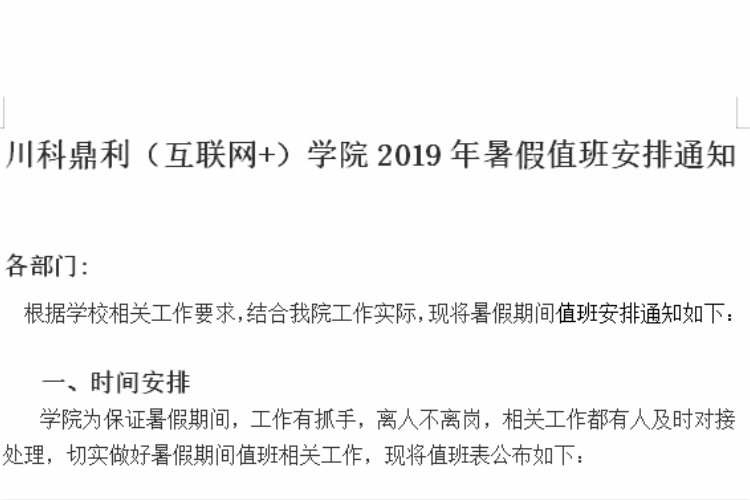 川科鼎利（互联网+）学院 2019 年暑假值班安排通知
各部门：
根据学校相关工作要求,结合我院工作实际,现将暑假期间值班安排通知如下：
一、时间安排
学院为保证暑假期间，工作有抓手，离人不离岗，相关工作都有人及时对接
处理，切实做好暑假期间值班相关工作，现将值班表公布如下：